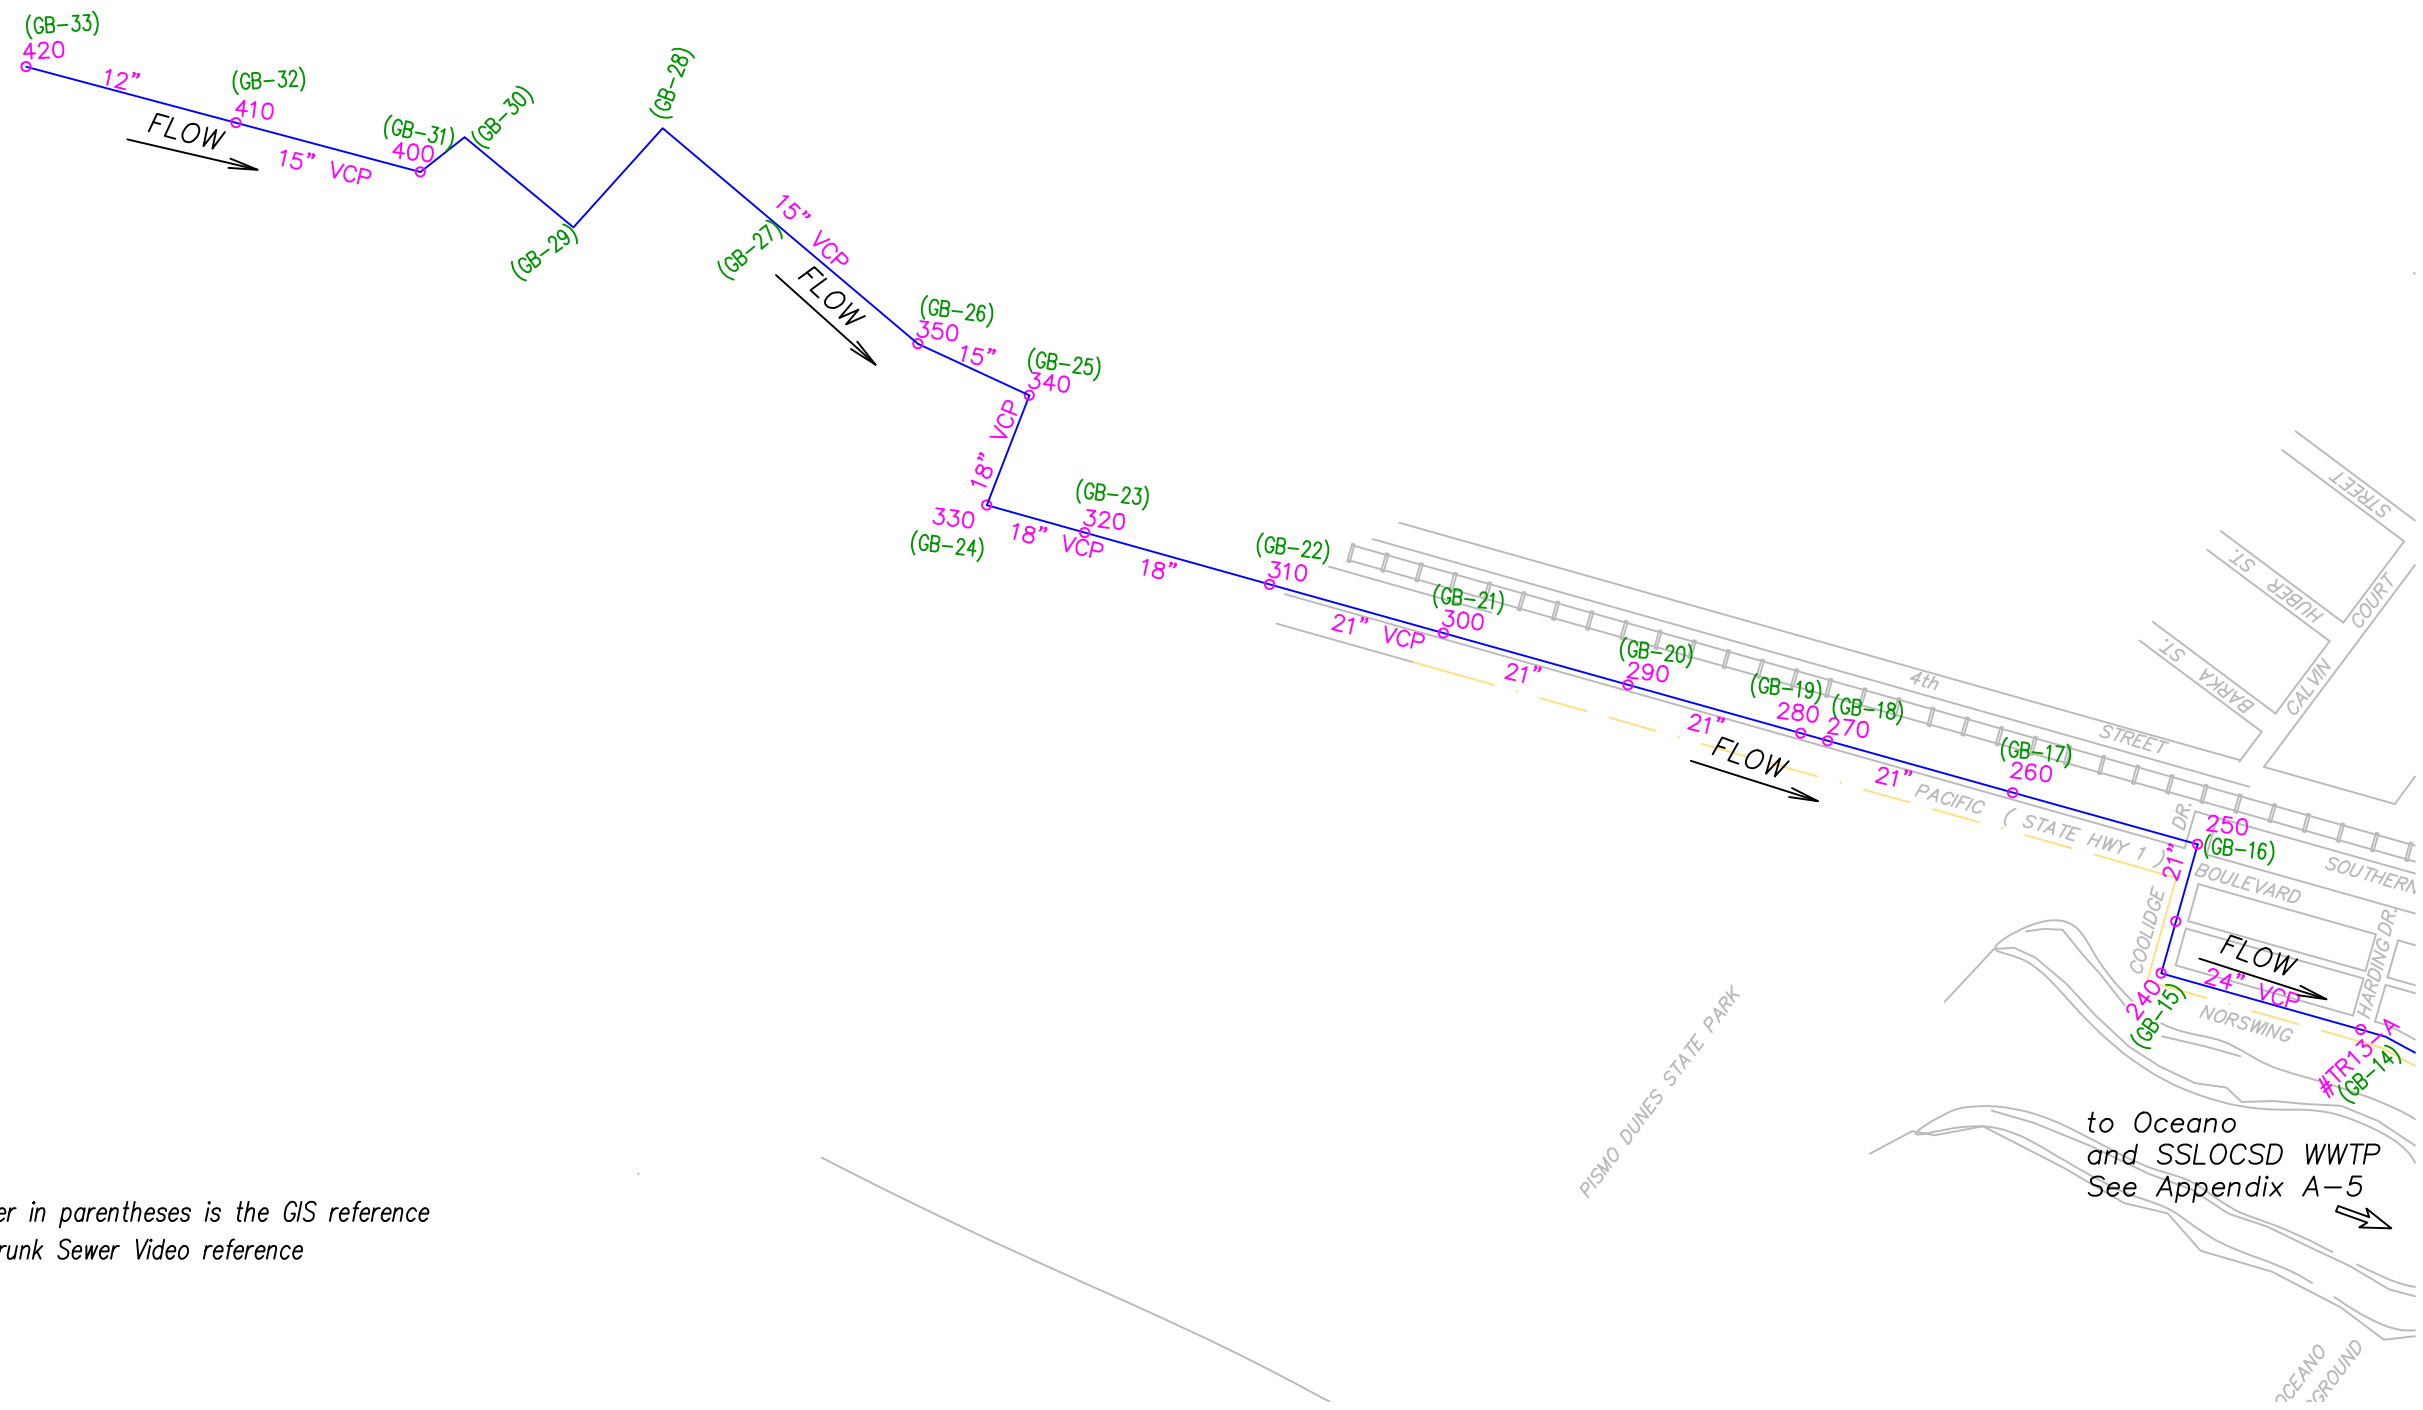 (GB-33)
420
12"
(GB-32)
410
FLOW
15" VCP
(GB-31)
400
(GB-30)
(GB-29)
(GB-28)
15" VCP
(GB-27)
FLOW
(GB-26)
350
15"
(GB-25)
340
18" VCP
330
(GB-24)
18" VCP
(GB-23)
320
18"
(GB-22)
310
21" VCP
(GB-21)
300
21"
(GB-20)
290
21"
FLOW
(GB-19)
280
(GB-18)
270
21"
(GB-17)
260
4th STREET
PACIFIC ( STATE HWY 1 )
STREET
HUBER ST.
BARKA ST.
CALVIN COURT
250
(GB-16)
21"
COOLIDGE DR.
BOULEVARD
SOUTHERN
HARDING DR.
FLOW
24" VCP
240
(GB-15)
NORSWING
#TR137A
(GB-14)
PISMO DUNES STATE PARK
to Oceano
and SSLOCSD WWTP
See Appendix A-5
er in parentheses is the GIS reference
runk Sewer Video reference
OCEANO
GROUND